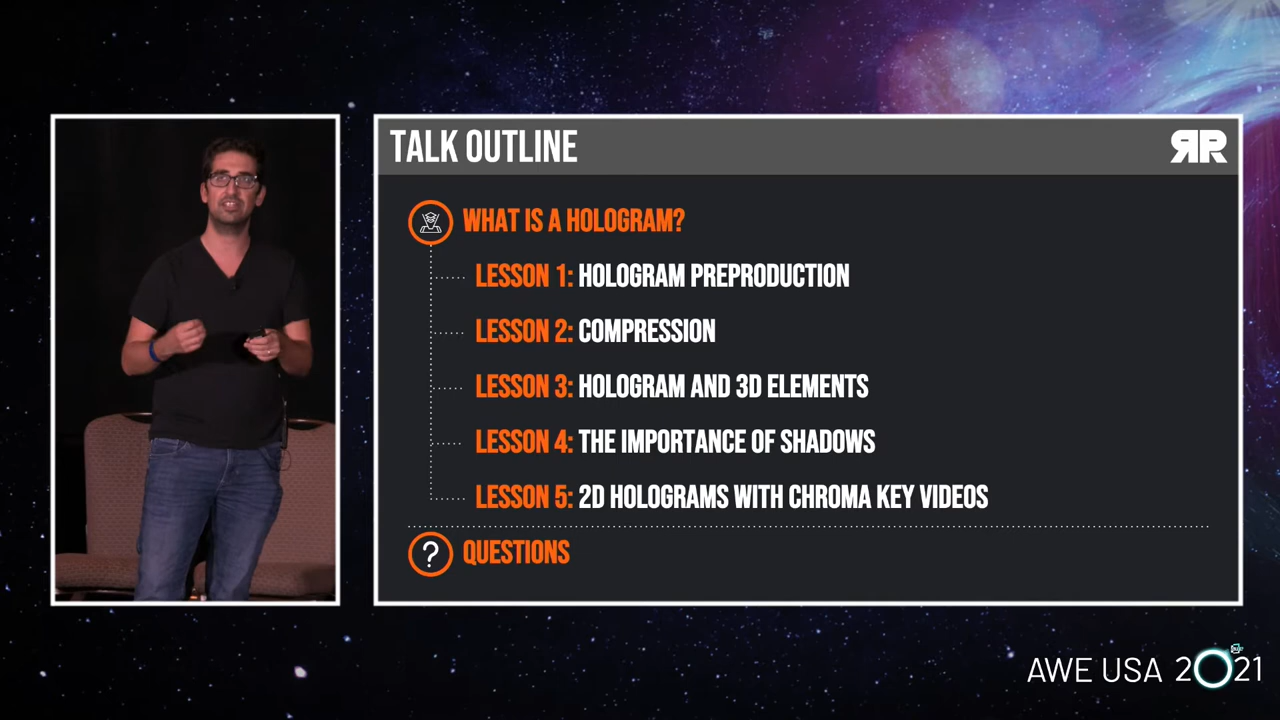 TALK OUTLINE
RR
WHAT IS A HOLOGRAM?
LESSON 1: HOLOGRAM PREPRODUCTION
LESSON 2: COMPRESSION
LESSON 3: HOLOGRAM AND 3D ELEMENTS
LESSON 4: THE IMPORTANCE OF SHADOWS
LESSON 5: 2D HOLOGRAMS WITH CHROMA KEY VIDEOS
? QUESTIONS
AWE USA 2021